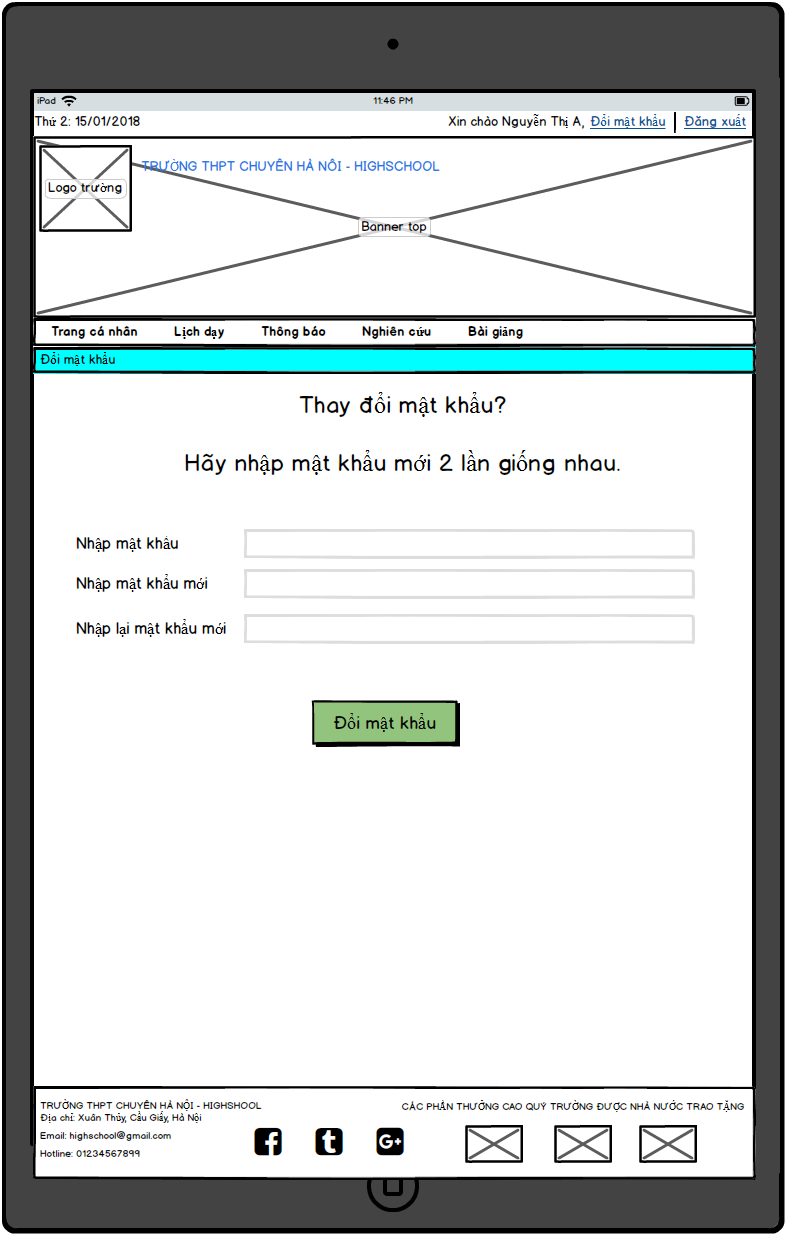 iPad 11:46 PM
Thứ 2: 15/01/2018 Xin chào Nguyễn Thị A, Đổi mật khẩu Đăng xuất
TRƯỜNG THPT CHUYÊN HÀ NÔI - HIGHSCHOOL
Logo trường
Banner top
Trang cá nhân Lịch dạy Thông báo Nghiên cứu Bài giảng
Đổi mật khẩu
Thay đổi mật khẩu?
Hãy nhập mật khẩu mới 2 lần giống nhau.
Nhập mật khẩu
Nhập mật khẩu mới
Nhập lại mật khẩu mới
Đổi mật khẩu
TRƯỜNG THPT CHUYÊN HÀ NỘI - HIGHSHOOL
Địa chỉ: Xuân Thủy, Cầu Giấy, Hà Nội
Email: highschool@gmail.com
Hotline: 01234567899
CÁC PHẦN THƯỞNG CAO QUÝ TRƯỜNG ĐƯỢC NHÀ NƯỚC TRAO TẶNG